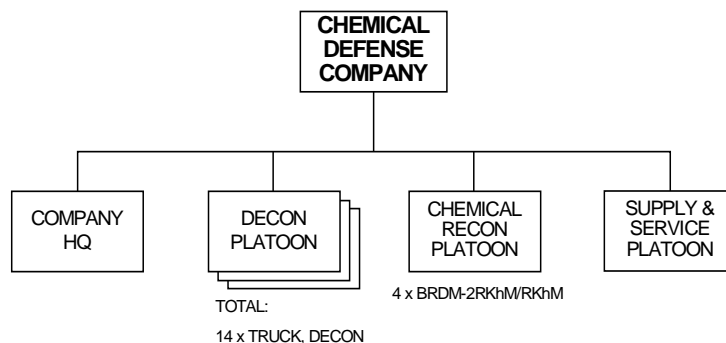 CHEMICAL
DEFENSE
COMPANY
COMPANY
HQ
DECON
PLATOON
CHEMICAL
RECON
PLATOON
SUPPLY &
SERVICE
PLATOON
TOTAL:
14 x TRUCK, DECON
4 x BRDM-2RKhM/RKhM